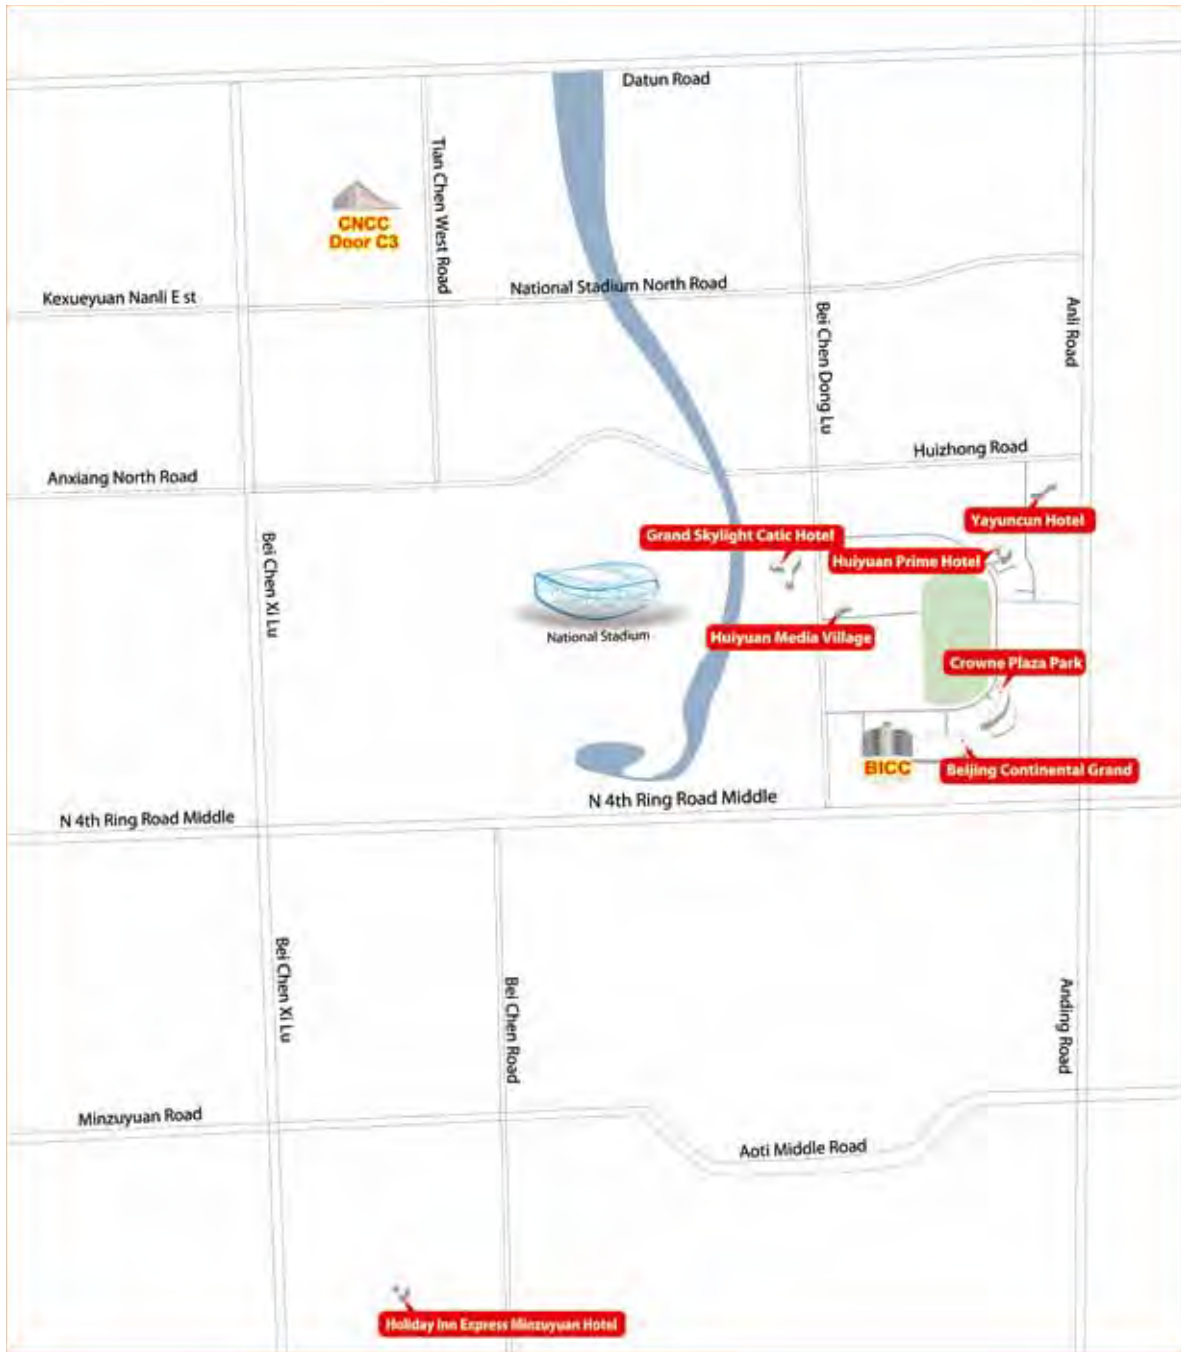 Datun Road
Tian Chen West Road
CNCC
Door C3
Kexueyuan Nanli E st
National Stadium North Road
Bei Chen Dong Lu
Anli Road
Huizhong Road
Anxiang North Road
Yayuncun Hotel
Grand Skylight Catic Hotel
Huiyuan Prime Hotel
Bei Chen Xi Lu
National Stadium
Huiyuan Media Village
Crowne Plaza Park
BICC
Beijing Continental Grand
N 4th Ring Road Middle
N 4th Ring Road Middle
Bei Chen Xi Lu
Bei Chen Road
Anding Road
Minzuyuan Road
Aoti Middle Road
Holiday Inn Express Minzuyuan Hotel